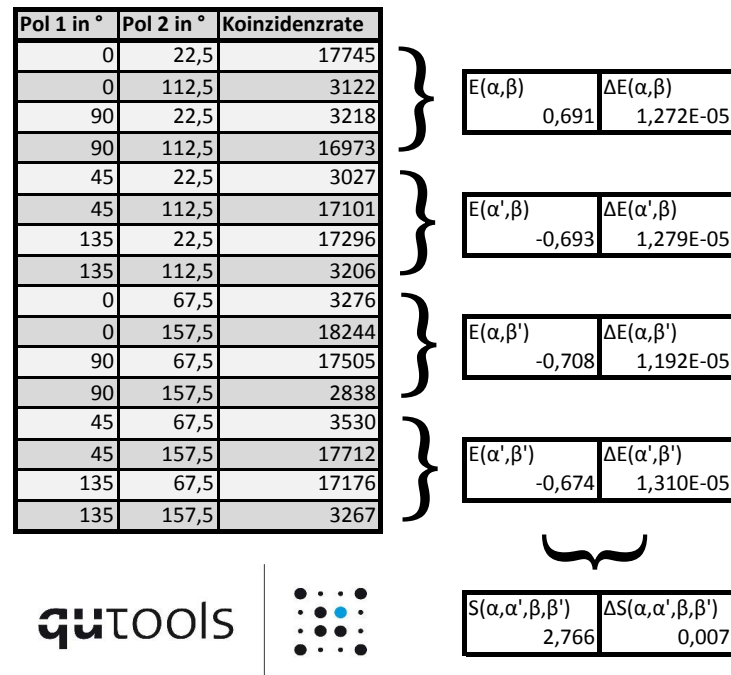 Pol 1 in ° Pol 2 in ° Koinzidenzrate
0 22,5 17745
0 112,5 3122
90 22,5 3218
90 112,5 16973
45 22,5 3027
45 112,5 17101
135 22,5 17296
135 112,5 3206
0 67,5 3276
0 157,5 18244
90 67,5 17505
90 157,5 2838
45 67,5 3530
45 157,5 17712
135 67,5 17176
135 157,5 3267
E(α,β) ΔE(α,β)
0,691 1,272E-05
E(α',β) ΔE(α',β)
-0,693 1,279E-05
E(α,β') ΔE(α,β')
-0,708 1,192E-05
E(α',β') ΔE(α',β')
-0,674 1,310E-05
S(α,α',β,β') ΔS(α,α',β,β')
2,766 0,007
qutools